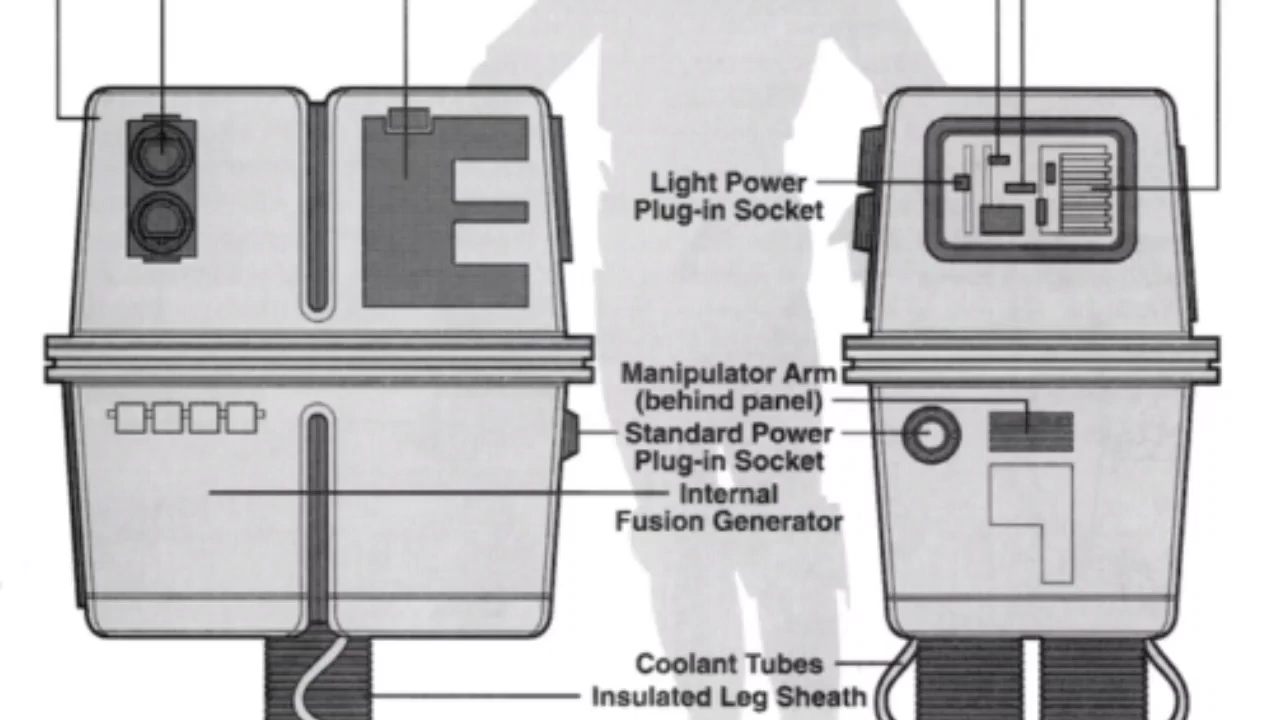 E
Light Power
Plug-in Socket
Manipulator Arm
(behind panel)
Standard Power
Plug-in Socket
Internal
Fusion Generator
Coolant Tubes
Insulated Leg Sheath